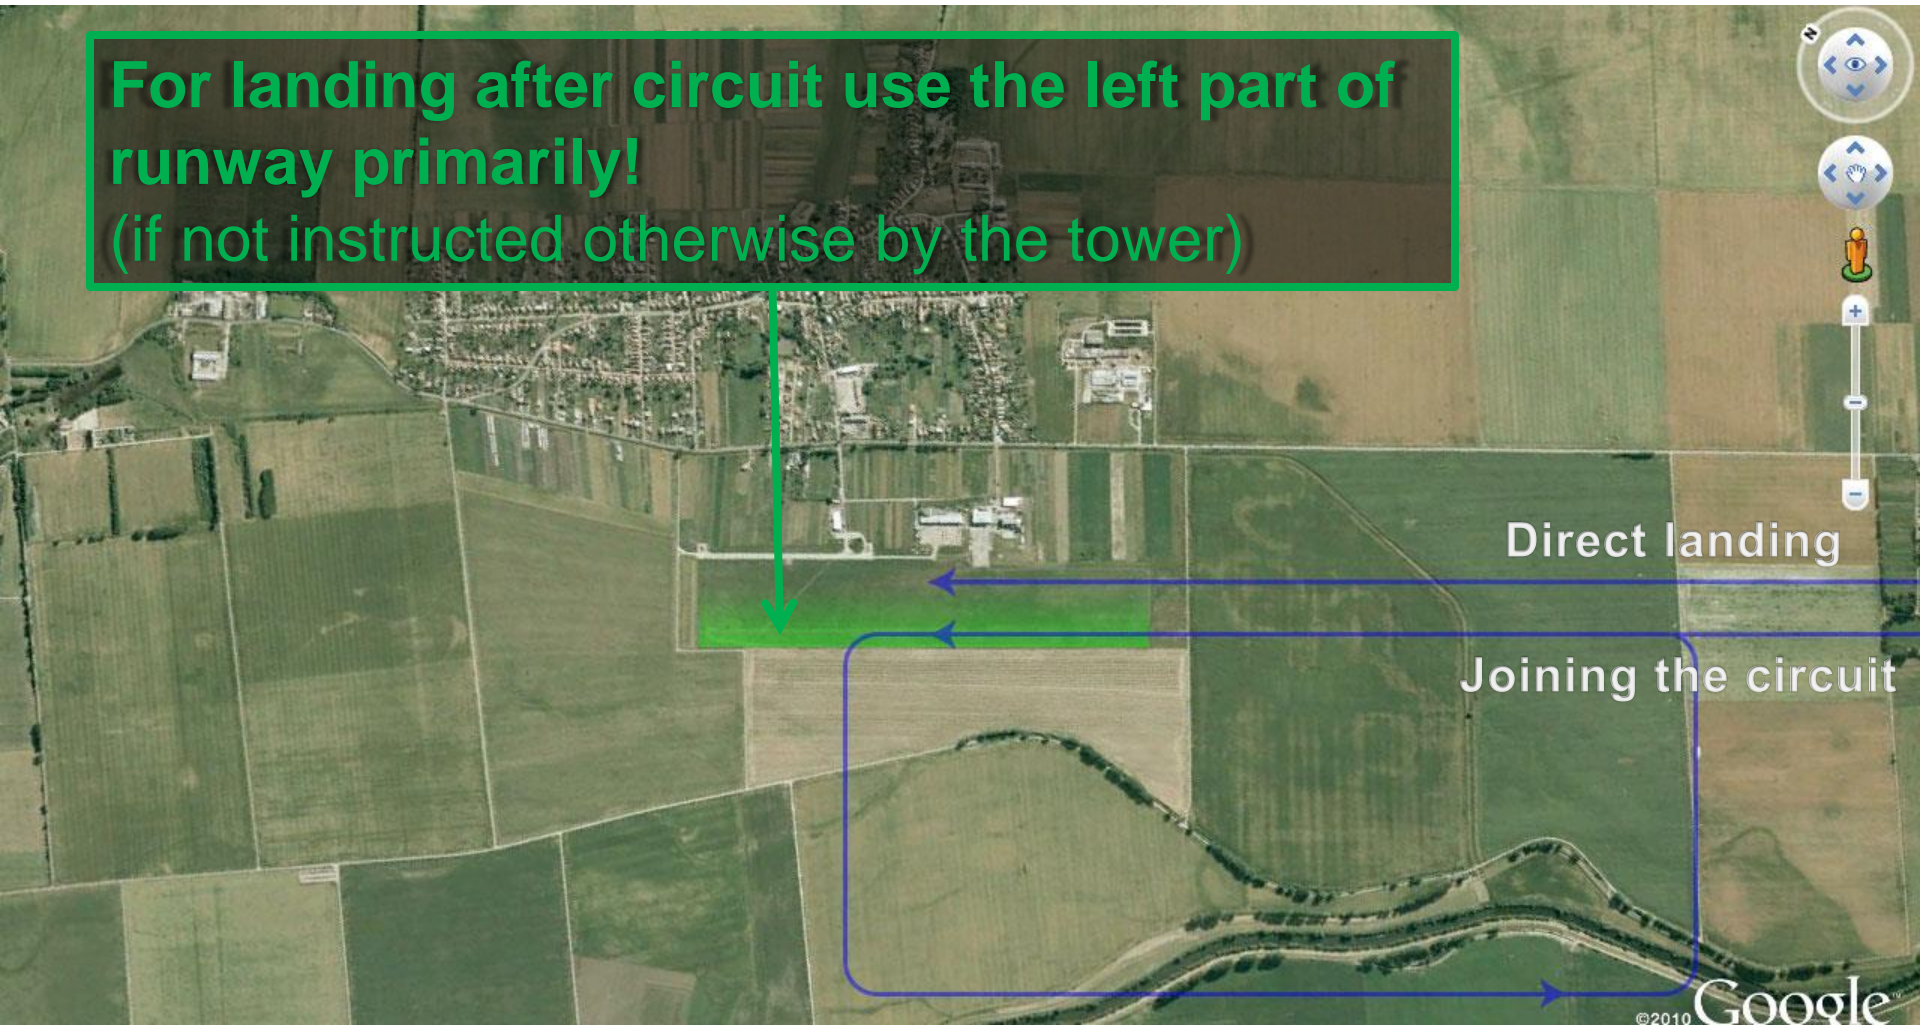 For landing after circuit use the left part of
runway primarily!
(if not instructed otherwise by the tower)
N
Direct landing
Joining the circuit
©2010 Google™